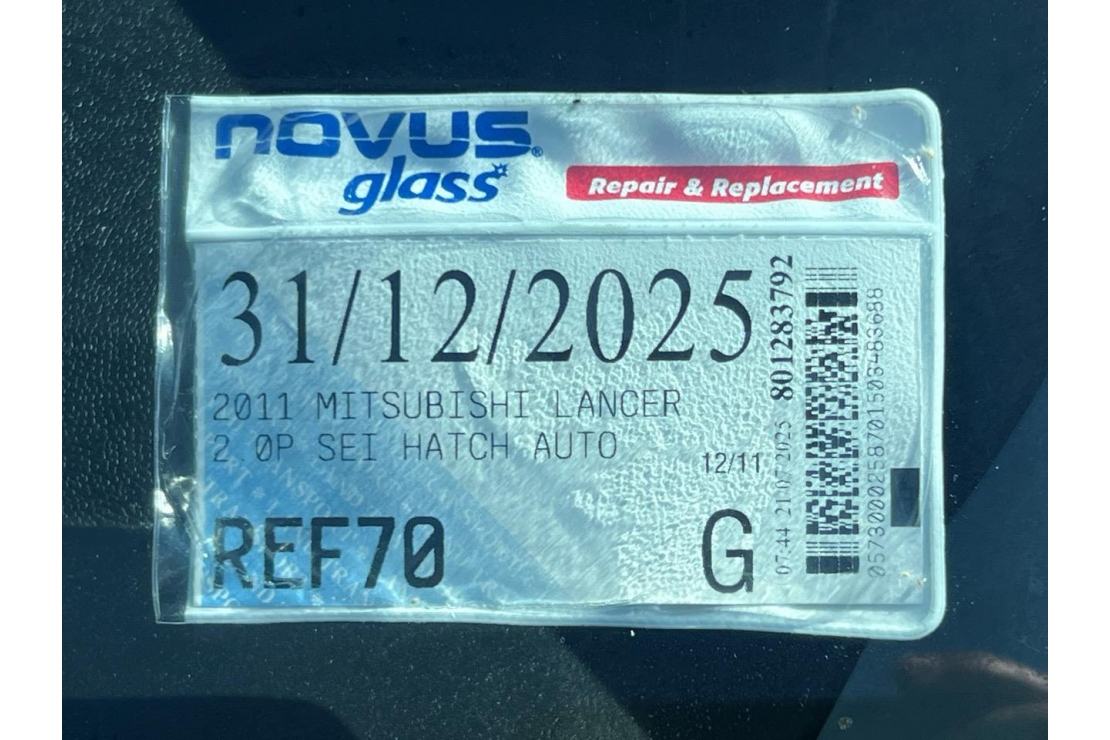 novus®
glass
Repair & Replacement
31/12/2025
2011 MITSUBISHI LANCER
2.0P SEI HATCH AUTO
12/11
REF70
G
07:44 21/07/2025 801283792